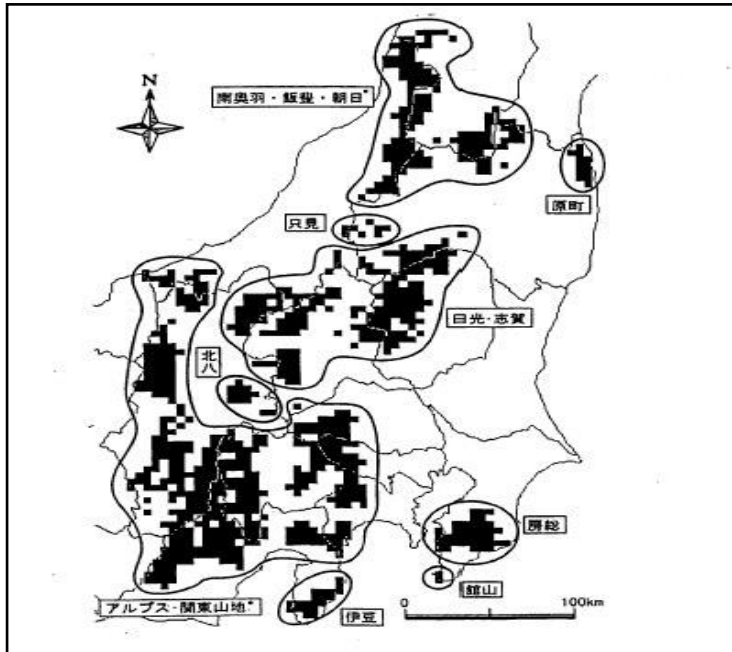 N
南奥羽・飯豊・朝日*
原町
只見
日光・志賀
北八
房総
館山
アルプス・関東山地*
伊豆
0
100km